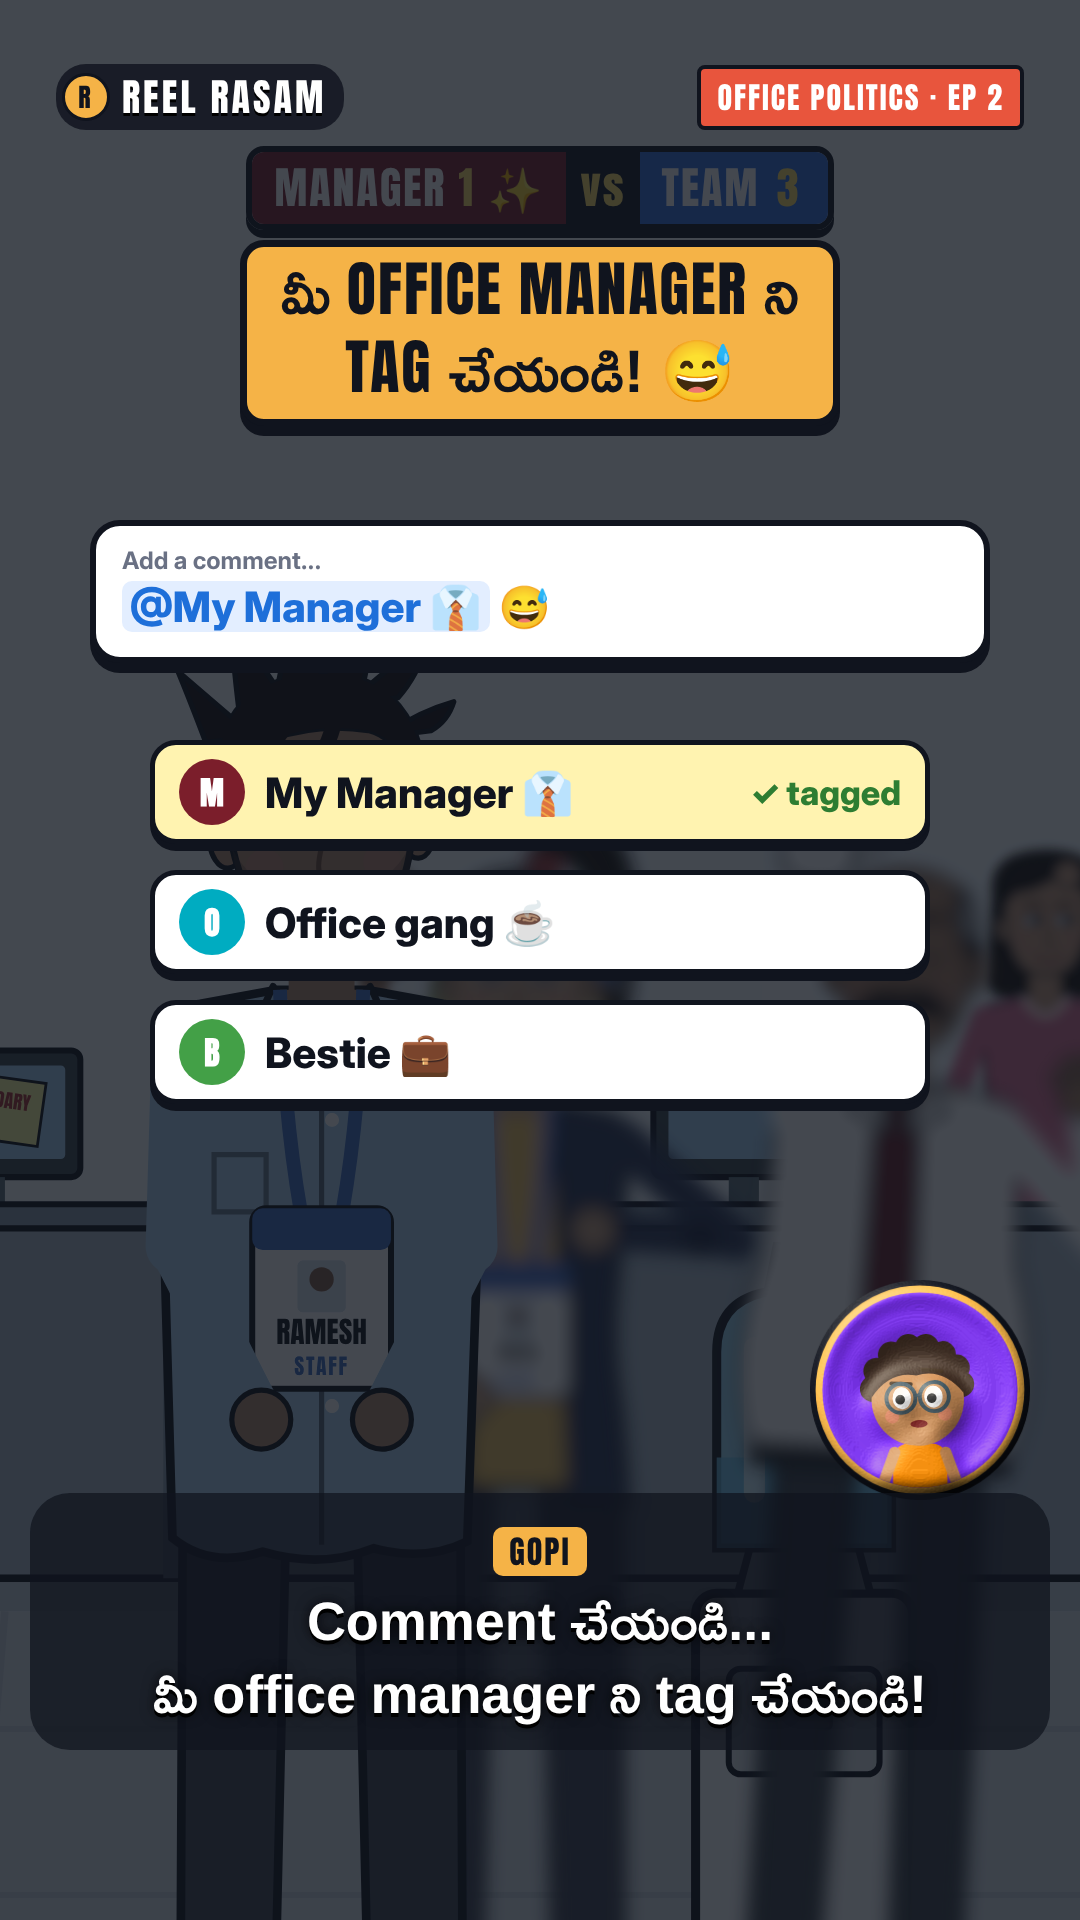 R REEL RASAM
OFFICE POLITICS · EP 2
MANAGER 1 ✨ VS TEAM 3
మీ OFFICE MANAGER ని
TAG చేయండి! 😅
Add a comment...
@My Manager 👔 😅
M My Manager 👔 ✓ tagged
O Office gang ☕
B Bestie 💼
DARY
RAMESH
STAFF
GOPI
Comment చేయండి...
మీ office manager ని tag చేయండి!